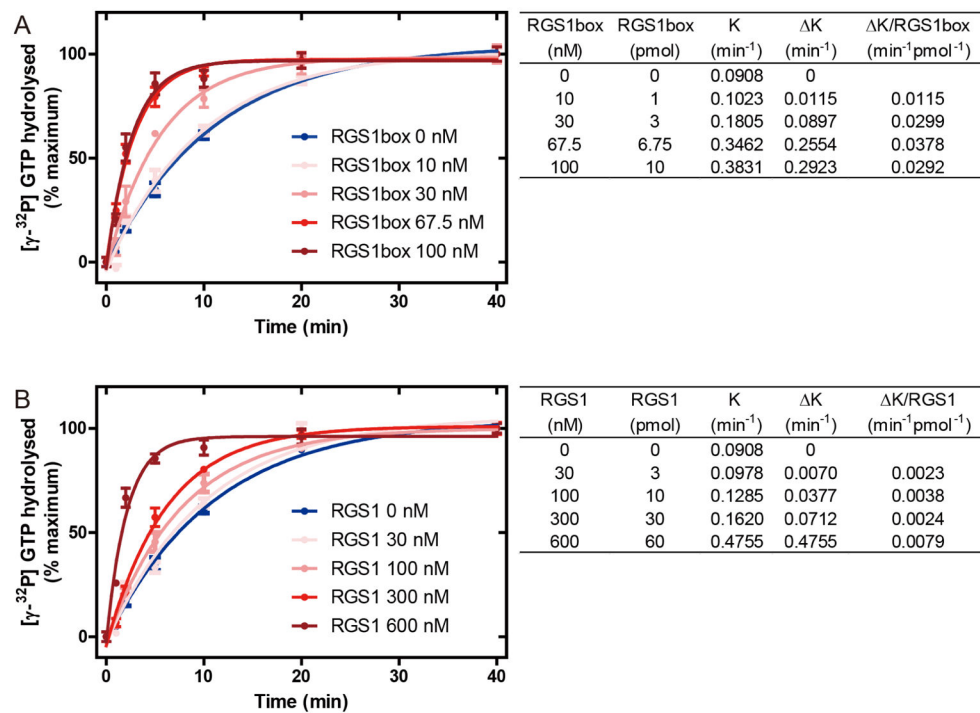 A
[γ-³²P] GTP hydrolysed
(% maximum)
100
50
0
RGS1box 0 nM
RGS1box 10 nM
RGS1box 30 nM
RGS1box 67.5 nM
RGS1box 100 nM
0 10 20 30 40
Time (min)
RGS1box RGS1box K ΔK ΔK/RGS1box
(nM) (pmol) (min⁻¹) (min⁻¹) (min⁻¹pmol⁻¹)
0 0 0.0908 0
10 1 0.1023 0.0115 0.0115
30 3 0.1805 0.0897 0.0299
67.5 6.75 0.3462 0.2554 0.0378
100 10 0.3831 0.2923 0.0292
B
[γ-³²P] GTP hydrolysed
(% maximum)
100
50
0
RGS1 0 nM
RGS1 30 nM
RGS1 100 nM
RGS1 300 nM
RGS1 600 nM
0 10 20 30 40
Time (min)
RGS1 RGS1 K ΔK ΔK/RGS1
(nM) (pmol) (min⁻¹) (min⁻¹) (min⁻¹pmol⁻¹)
0 0 0.0908 0
30 3 0.0978 0.0070 0.0023
100 10 0.1285 0.0377 0.0038
300 30 0.1620 0.0712 0.0024
600 60 0.4755 0.4755 0.0079